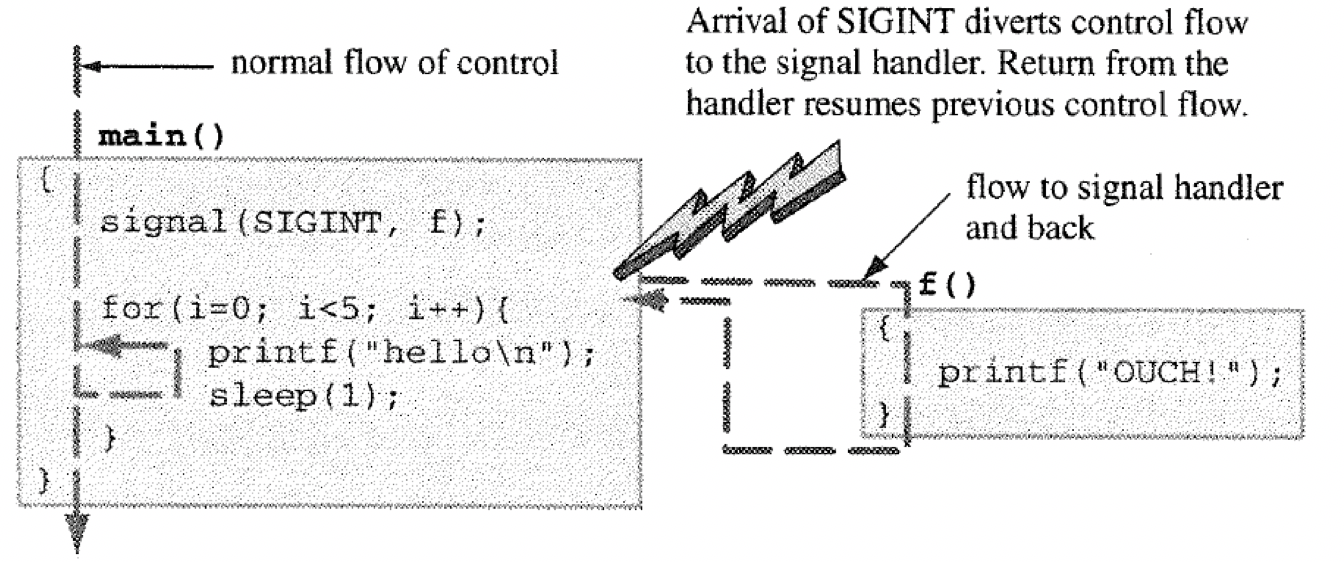 Arrival of SIGINT diverts control flow
to the signal handler. Return from the
handler resumes previous control flow.
normal flow of control
main()
{
signal(SIGINT, f);
for(i=0; i<5; i++){
printf("hello\n");
sleep(1);
}
}
flow to signal handler
and back
f()
{
printf("OUCH!");
}